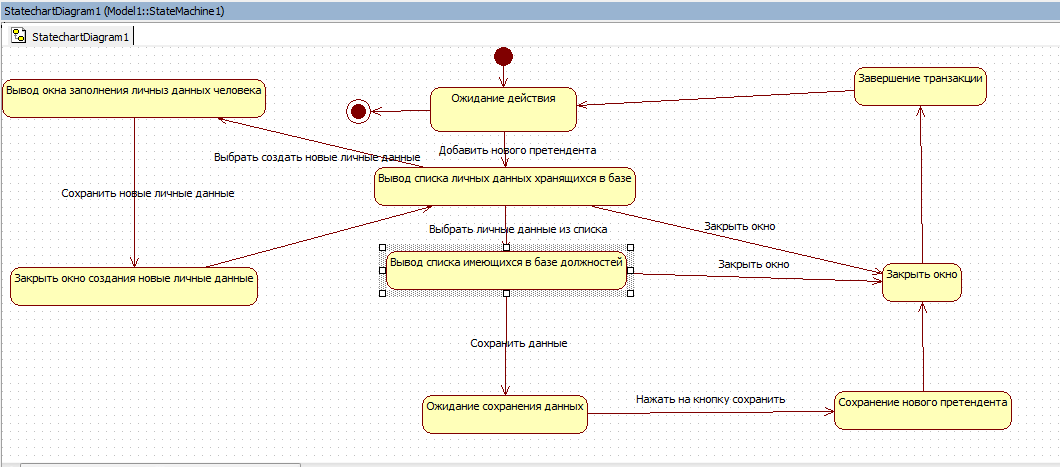 StatechartDiagram1 (Model1::StateMachine1)
StatechartDiagram1
Завершение транзакции
Вывод окна заполнения личныз данных человека
Ожидание действия
Добавить нового претендента
Выбрать создать новые личные данные
Вывод списка личных данных хранящихся в базе
Сохранить новые личные данные
Выбрать личные данные из списка
Закрыть окно
Вывод списка имеющихся в базе должностей
Закрыть окно
Закрыть окно создания новые личные данные
Закрыть окно
Сохранить данные
Ожидание сохранения данных
Нажать на кнопку сохранить
Сохранение нового претендента